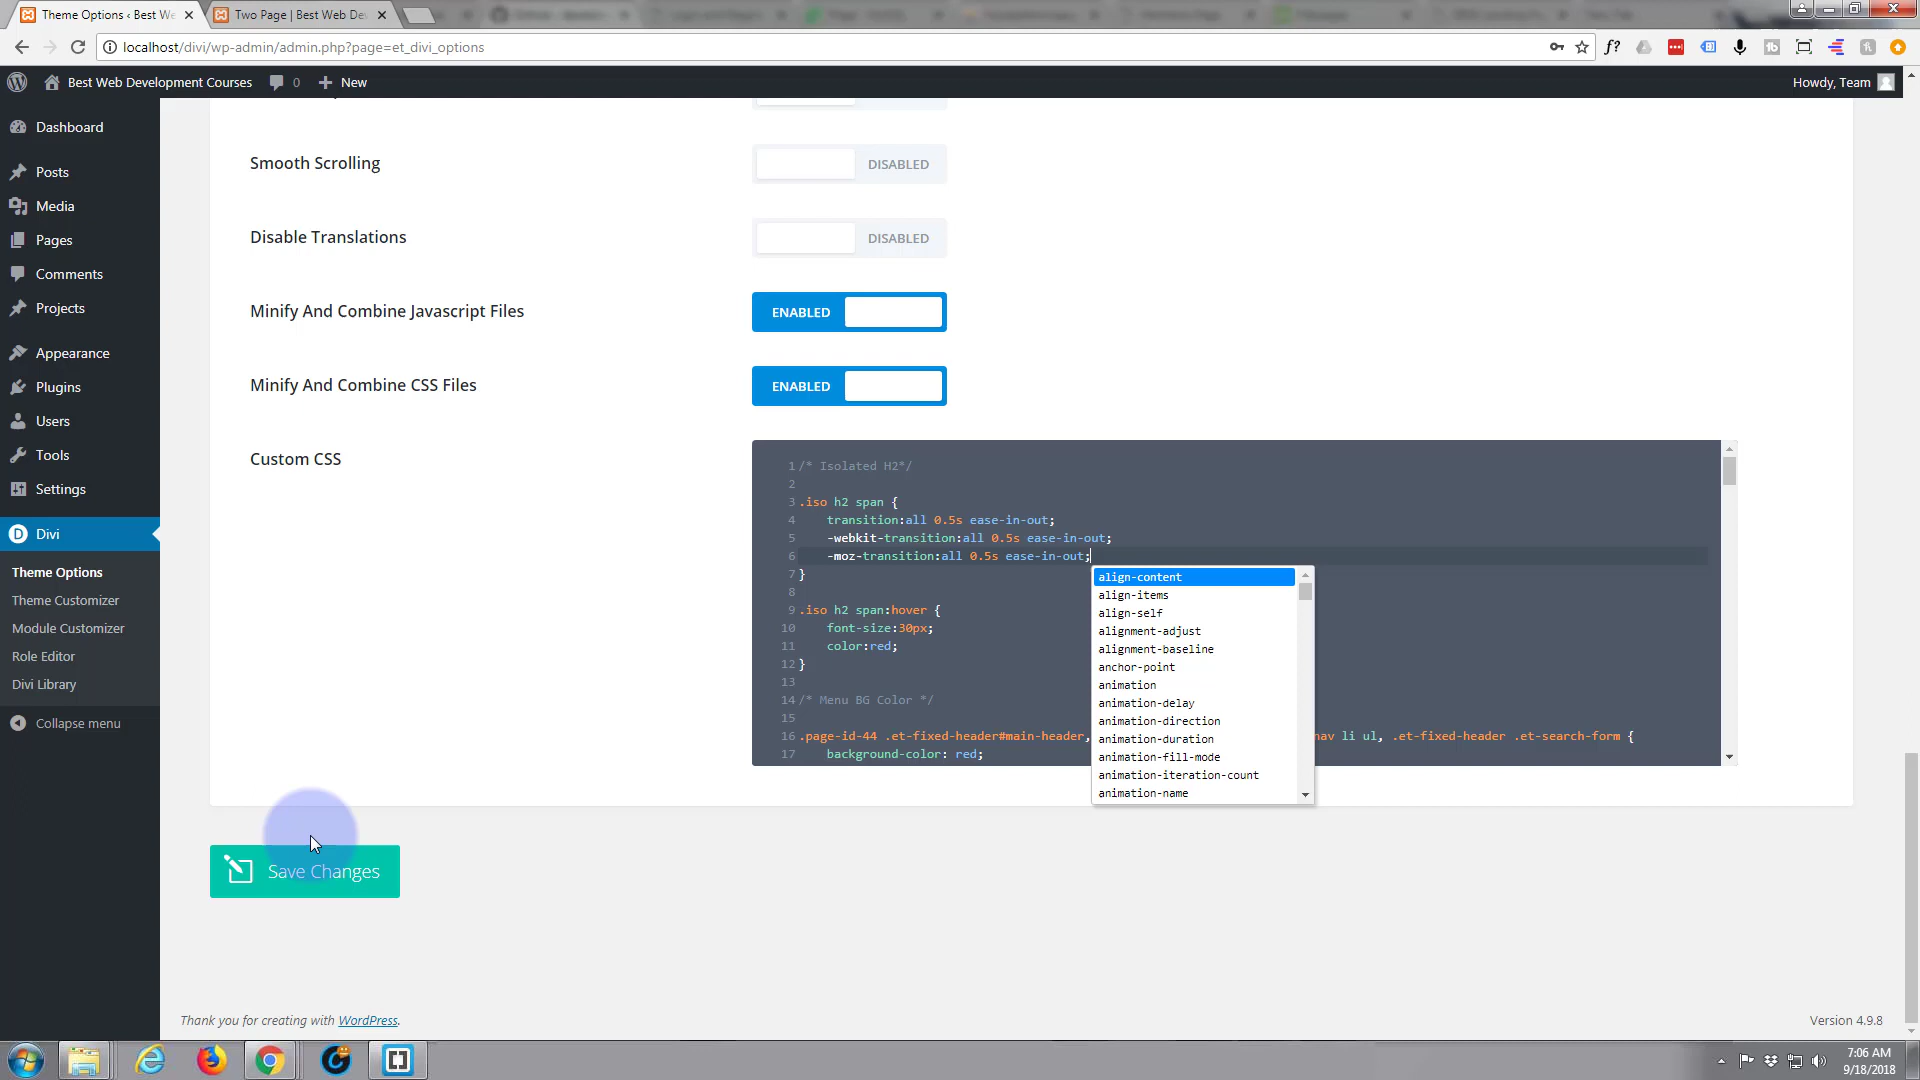 Theme Options ‹ Best We
Two Page | Best Web De
localhost/divi/wp-admin/admin.php?page=et_divi_options
Best Web Development Courses
0
New
Howdy, Team
Dashboard
Posts
Media
Pages
Comments
Projects
Appearance
Plugins
Users
Tools
Settings
Divi
Theme Options
Theme Customizer
Module Customizer
Role Editor
Divi Library
Collapse menu
Smooth Scrolling
DISABLED
Disable Translations
DISABLED
Minify And Combine Javascript Files
ENABLED
Minify And Combine CSS Files
ENABLED
Custom CSS
1 /* Isolated H2*/
2
3 .iso h2 span {
4 transition:all 0.5s ease-in-out;
5 -webkit-transition:all 0.5s ease-in-out;
6 -moz-transition:all 0.5s ease-in-out;
7 }
8
9 .iso h2 span:hover {
10 font-size:30px;
11 color:red;
12 }
13
14 /* Menu BG Color */
15
16 .page-id-44 .et-fixed-header#main-header, nav li ul, .et-fixed-header .et-search-form {
17 background-color: red;
align-content
align-items
align-self
alignment-adjust
alignment-baseline
anchor-point
animation
animation-delay
animation-direction
animation-duration
animation-fill-mode
animation-iteration-count
animation-name
Save Changes
Thank you for creating with WordPress.
Version 4.9.8
7:06 AM
9/18/2018